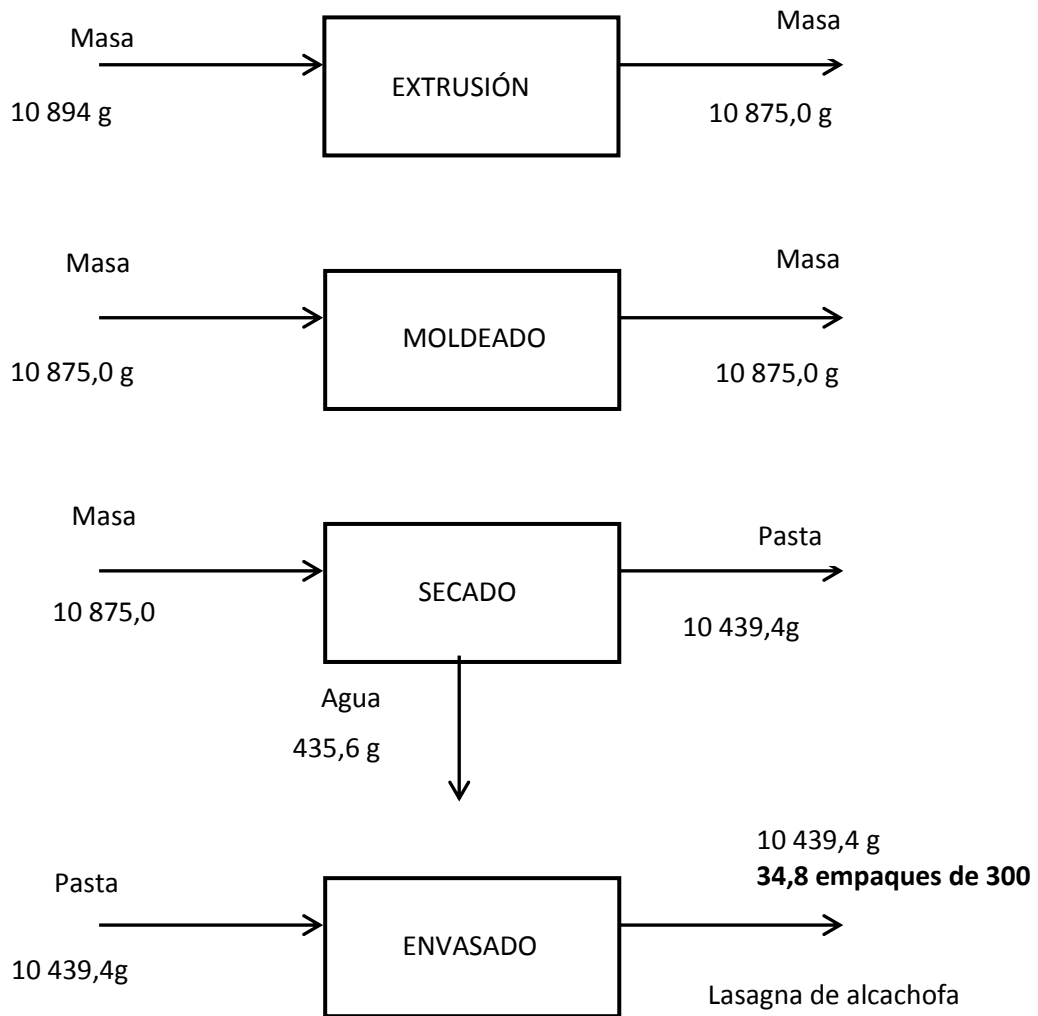 Masa
Masa
EXTRUSIÓN
10 894 g
10 875,0 g
Masa
Masa
MOLDEADO
10 875,0 g
10 875,0 g
Masa
Pasta
SECADO
10 875,0
10 439,4g
Agua
435,6 g
10 439,4 g
34,8 empaques de 300
Pasta
ENVASADO
10 439,4g
Lasagna de alcachofa